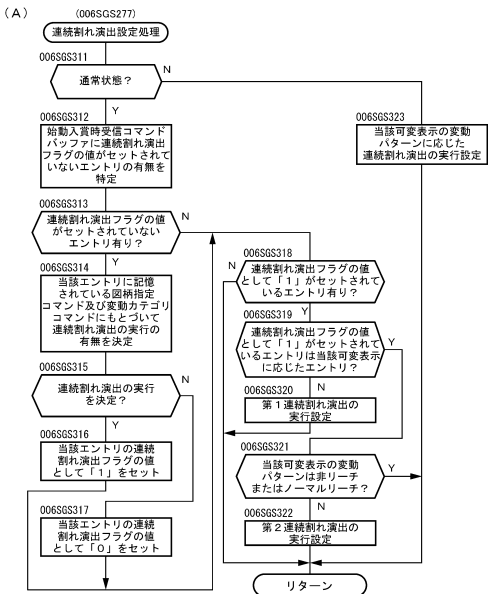 (A)
(006SGS277)
連続割れ演出設定処理
006SGS311
通常状態?
N
Y
006SGS312
始動入賞時受信コマンド
バッファに連続割れ演出
フラグの値がセットされて
いないエントリの有無を
特定
006SGS323
当該可変表示の変動
パターンに応じた
連続割れ演出の実行設定
006SGS313
連続割れ演出フラグの値
がセットされていない
エントリ有り?
N
Y
006SGS314
当該エントリに記憶
されている図柄指定
コマンド及び変動カテゴリ
コマンドにもとづいて
連続割れ演出の実行の
有無を決定
006SGS315
連続割れ演出の実行
を決定?
N
Y
006SGS316
当該エントリの連続
割れ演出フラグの値
として「1」をセット
006SGS317
当該エントリの連続
割れ演出フラグの値
として「0」をセット
006SGS318
N
連続割れ演出フラグの値
として「1」がセットされて
いるエントリ有り?
Y
006SGS319
連続割れ演出フラグの値
として「1」がセットされて
いるエントリは当該可変表示
に応じたエントリ?
Y
N
006SGS320
第1連続割れ演出の
実行設定
006SGS321
当該可変表示の変動
パターンは非リーチ
またはノーマルリーチ?
Y
N
006SGS322
第2連続割れ演出の
実行設定
リターン